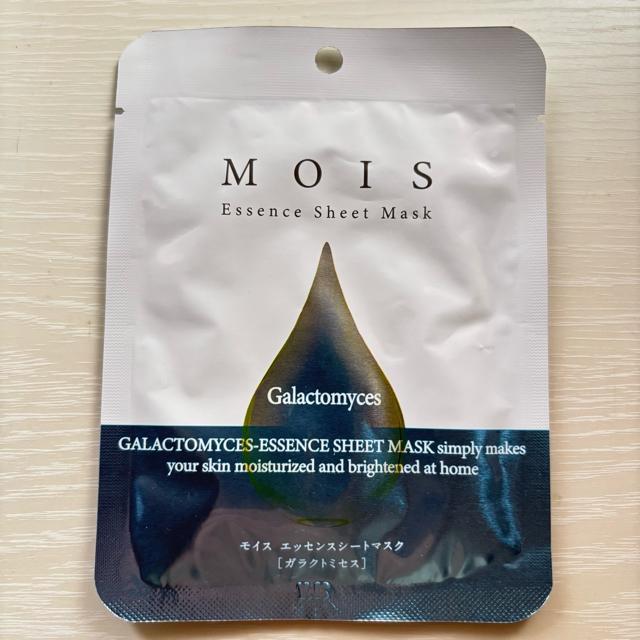 MOIS
Essence Sheet Mask
Galactomyces
GALACTOMYCES-ESSENCE SHEET MASK simply makes
your skin moisturized and brightened at home
モイス エッセンスシートマスク
［ガラクトミセス］